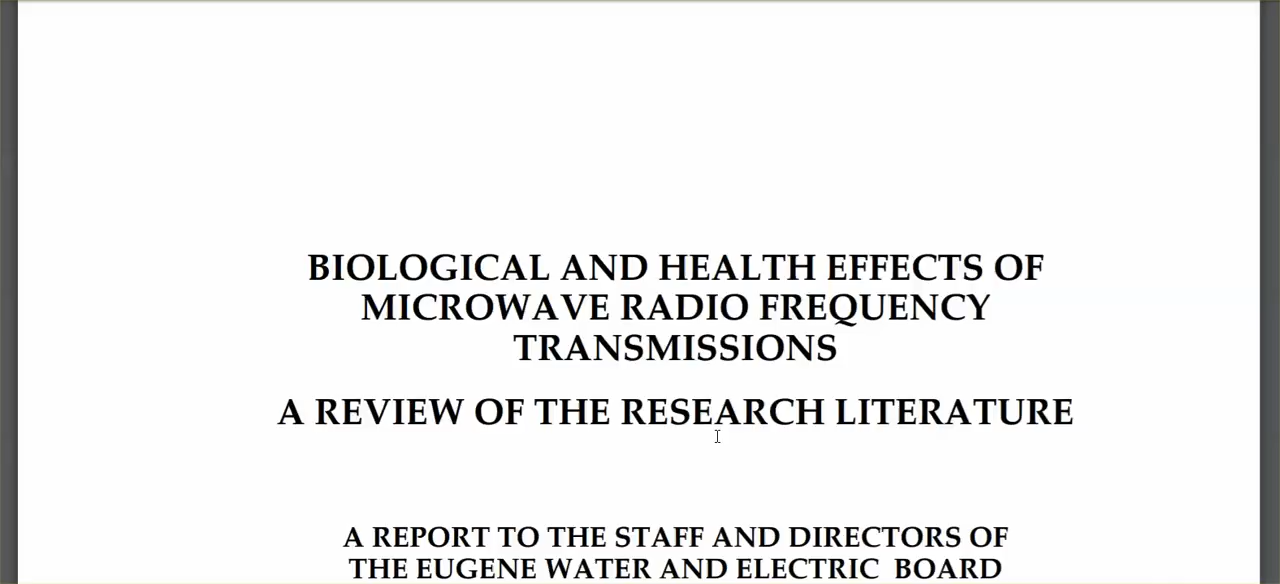 BIOLOGICAL AND HEALTH EFFECTS OF
MICROWAVE RADIO FREQUENCY
TRANSMISSIONS
A REVIEW OF THE RESEARCH LITERATURE
A REPORT TO THE STAFF AND DIRECTORS OF
THE EUGENE WATER AND ELECTRIC BOARD